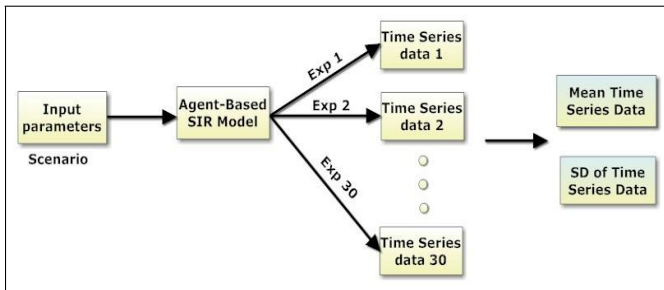 Input
parameters
Scenario
Agent-Based
SIR Model
Exp 1
Exp 2
Exp 30
Time Series
data 1
Time Series
data 2
Time Series
data 30
Mean Time
Series Data
SD of Time
Series Data